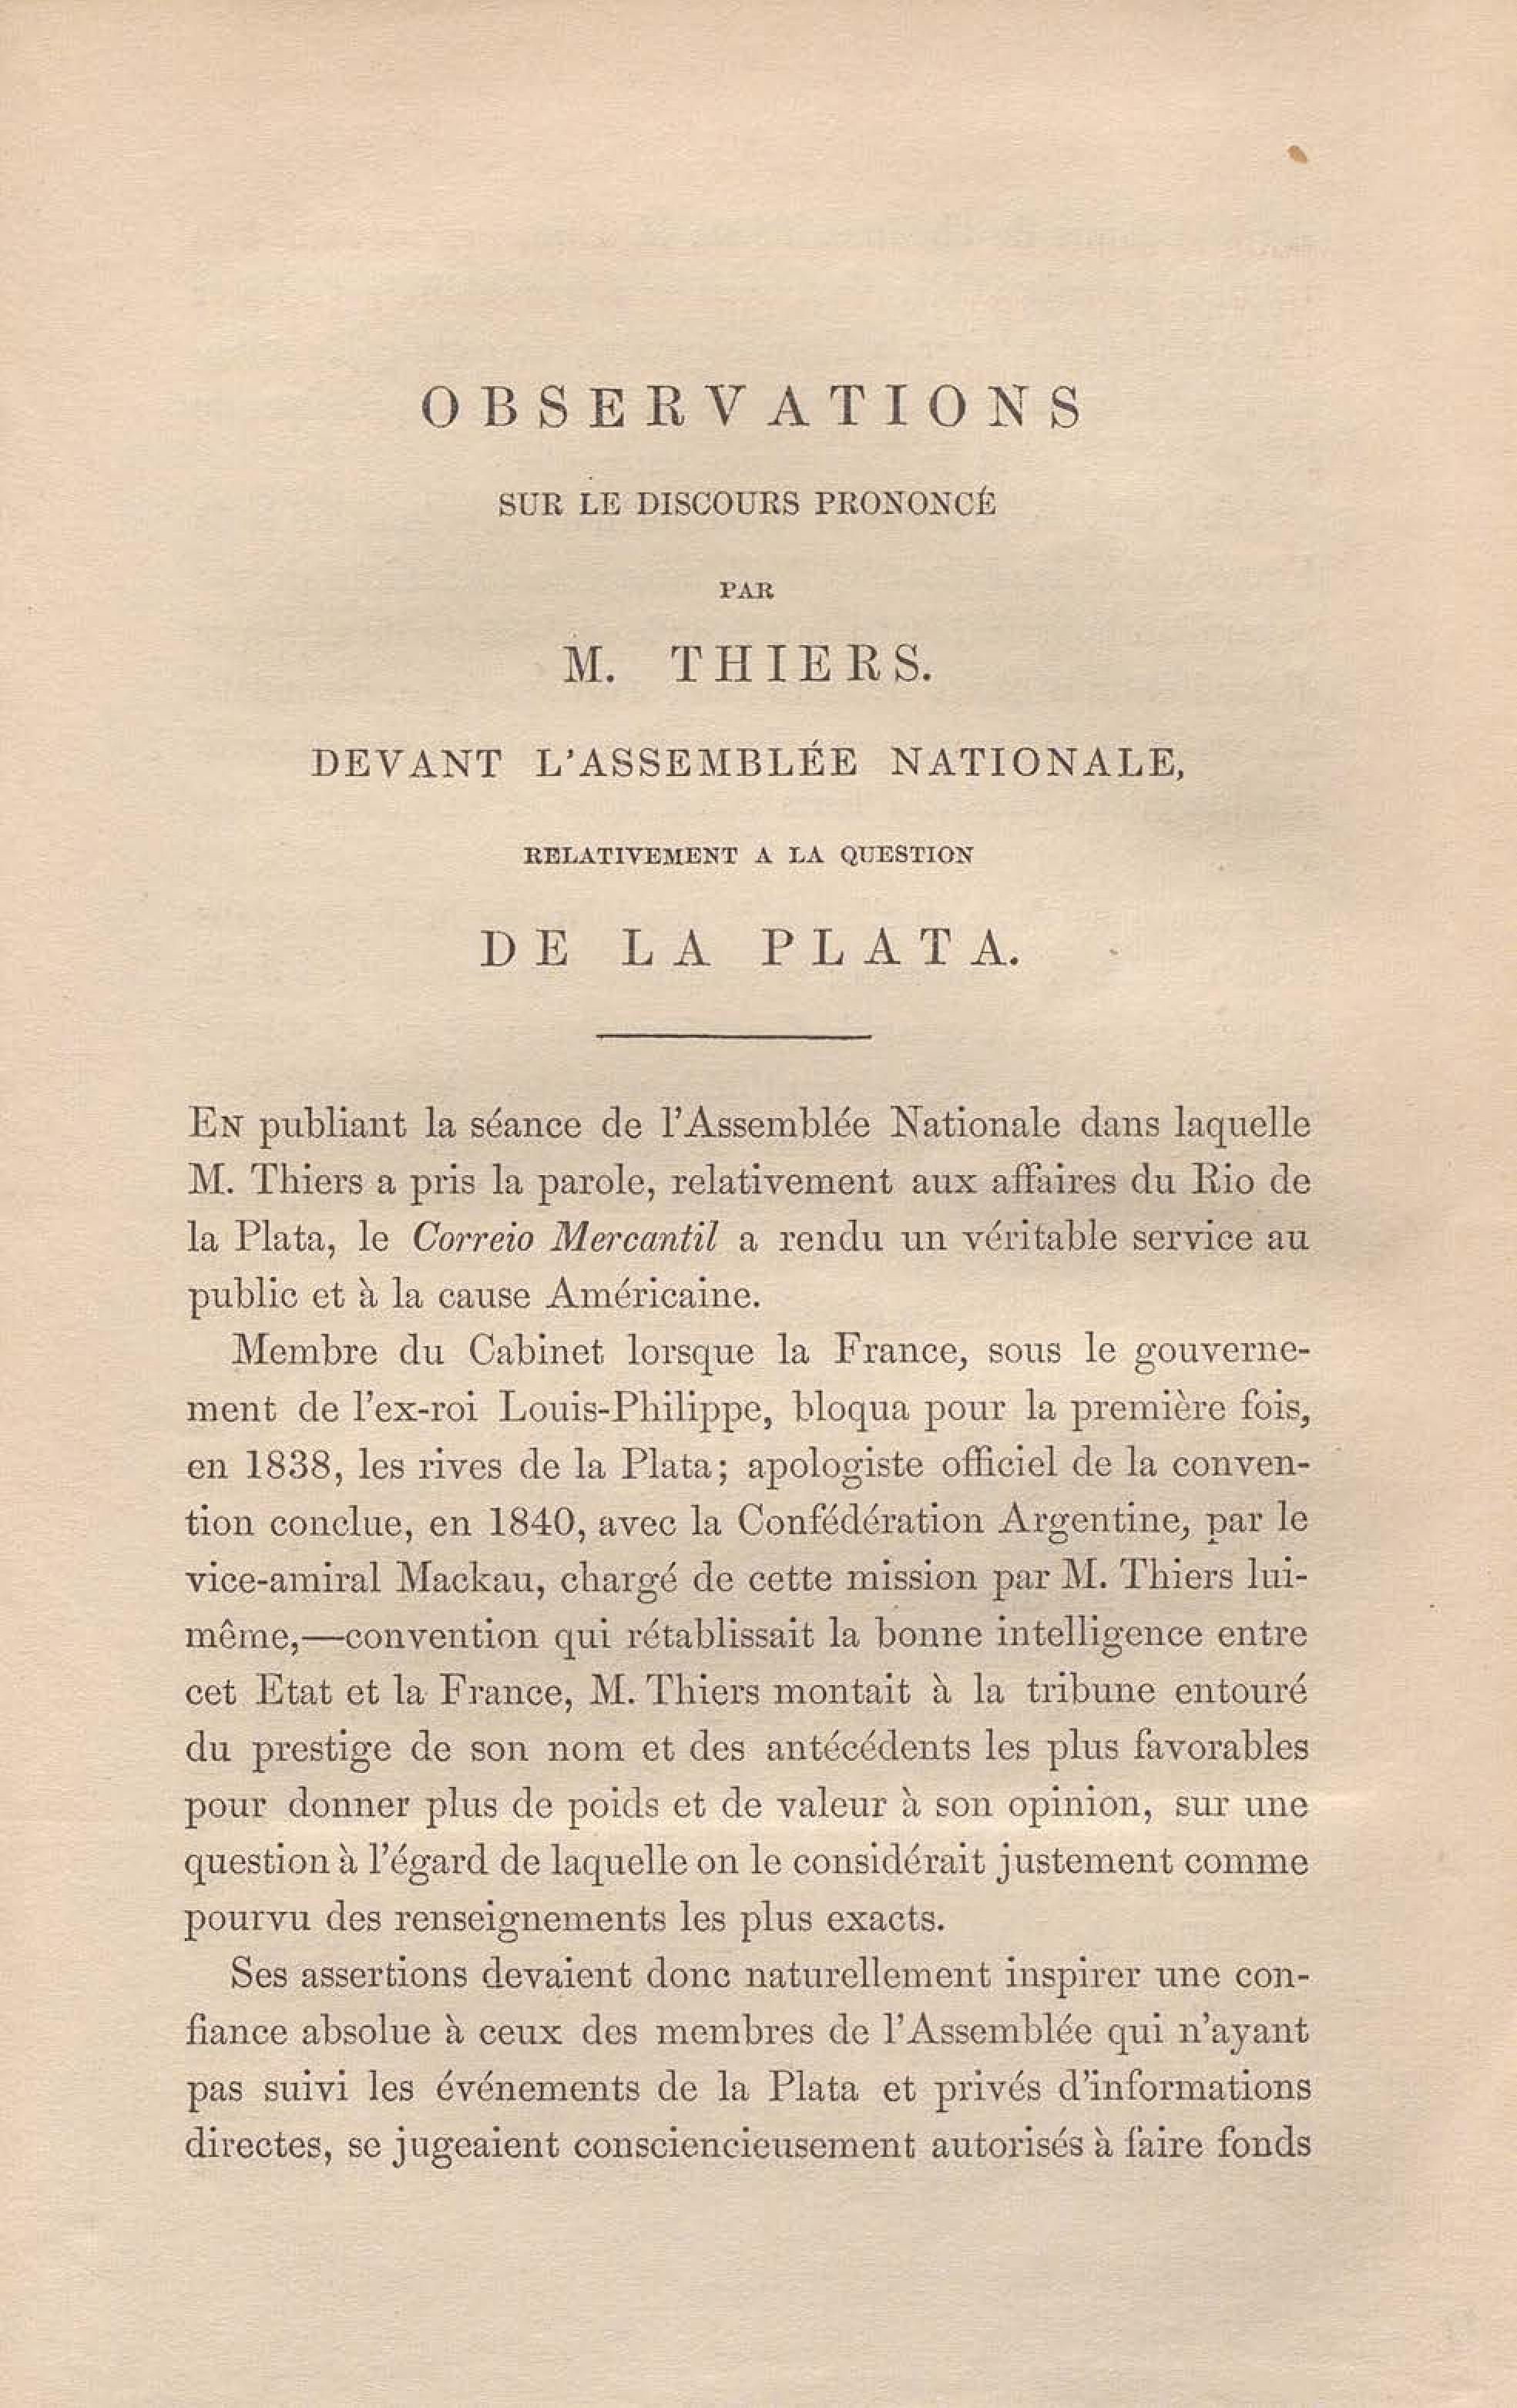 OBSERVATIONS
SUR LE DISCOURS PRONONCÉ
PAR
M. THIERS.
DEVANT L'ASSEMBLÉE NATIONALE,
RELATIVEMENT A LA QUESTION
DE LA PLATA.
EN publiant la séance de l'Assemblée Nationale dans laquelle
M. Thiers a pris la parole, relativement aux affaires du Rio de
la Plata, le Correio Mercantil a rendu un véritable service au
public et à la cause Américaine.
Membre du Cabinet lorsque la France, sous le gouverne-
ment de l'ex-roi Louis-Philippe, bloqua pour la première fois,
en 1838, les rives de la Plata; apologiste officiel de la conven-
tion conclue, en 1840, avec la Confédération Argentine, par le
vice-amiral Mackau, chargé de cette mission par M. Thiers lui-
même,—convention qui rétablissait la bonne intelligence entre
cet Etat et la France, M. Thiers montait à la tribune entouré
du prestige de son nom et des antécédents les plus favorables
pour donner plus de poids et de valeur à son opinion, sur une
question à l'égard de laquelle on le considérait justement comme
pourvu des renseignements les plus exacts.
Ses assertions devaient donc naturellement inspirer une con-
fiance absolue à ceux des membres de l'Assemblée qui n'ayant
pas suivi les événements de la Plata et privés d'informations
directes, se jugeaient consciencieusement autorisés à faire fonds